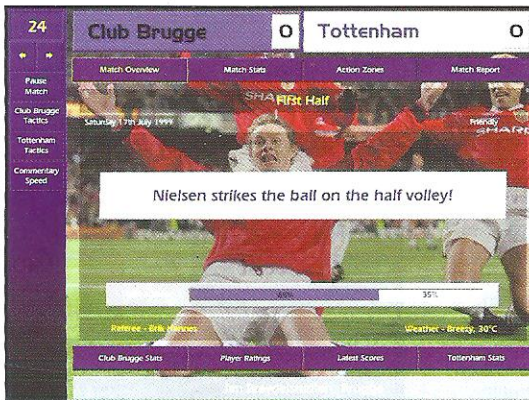 24
Club Brugge 0 Tottenham 0
Match Overview Match Stats Action Zones Match Report
Pause
Match
First Half
SHARP
Saturday 17th July 1999 Friendly
Club Brugge
Tactics
Tottenham
Tactics
Commentary
Speed
Nielsen strikes the ball on the half volley!
35%
Referee - Erik
Weather - Breezy, 30°C
Club Brugge Stats Player Ratings Latest Scores Tottenham Stats